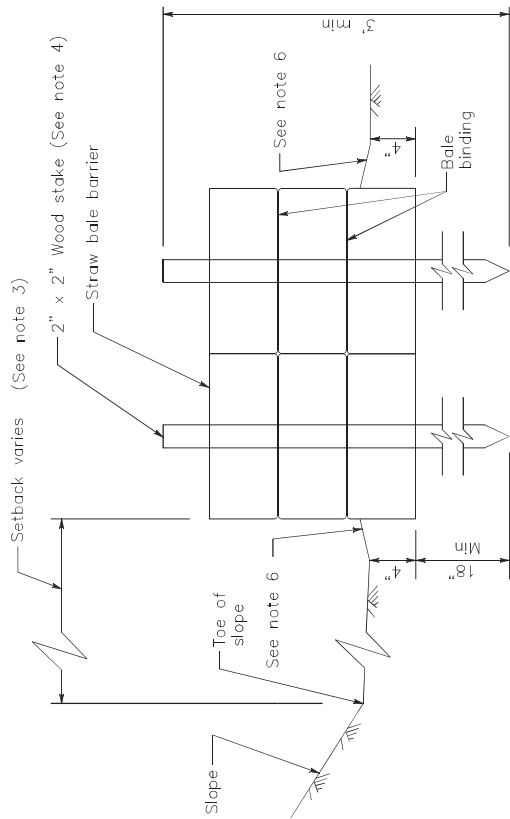 Setback varies (See note 3)
2" x 2" Wood stake (See note 4)
Straw bale barrier
3' min
See note 6
4"
Bale
binding
Toe of
slope
See note 6
4"
18"
Min
Slope